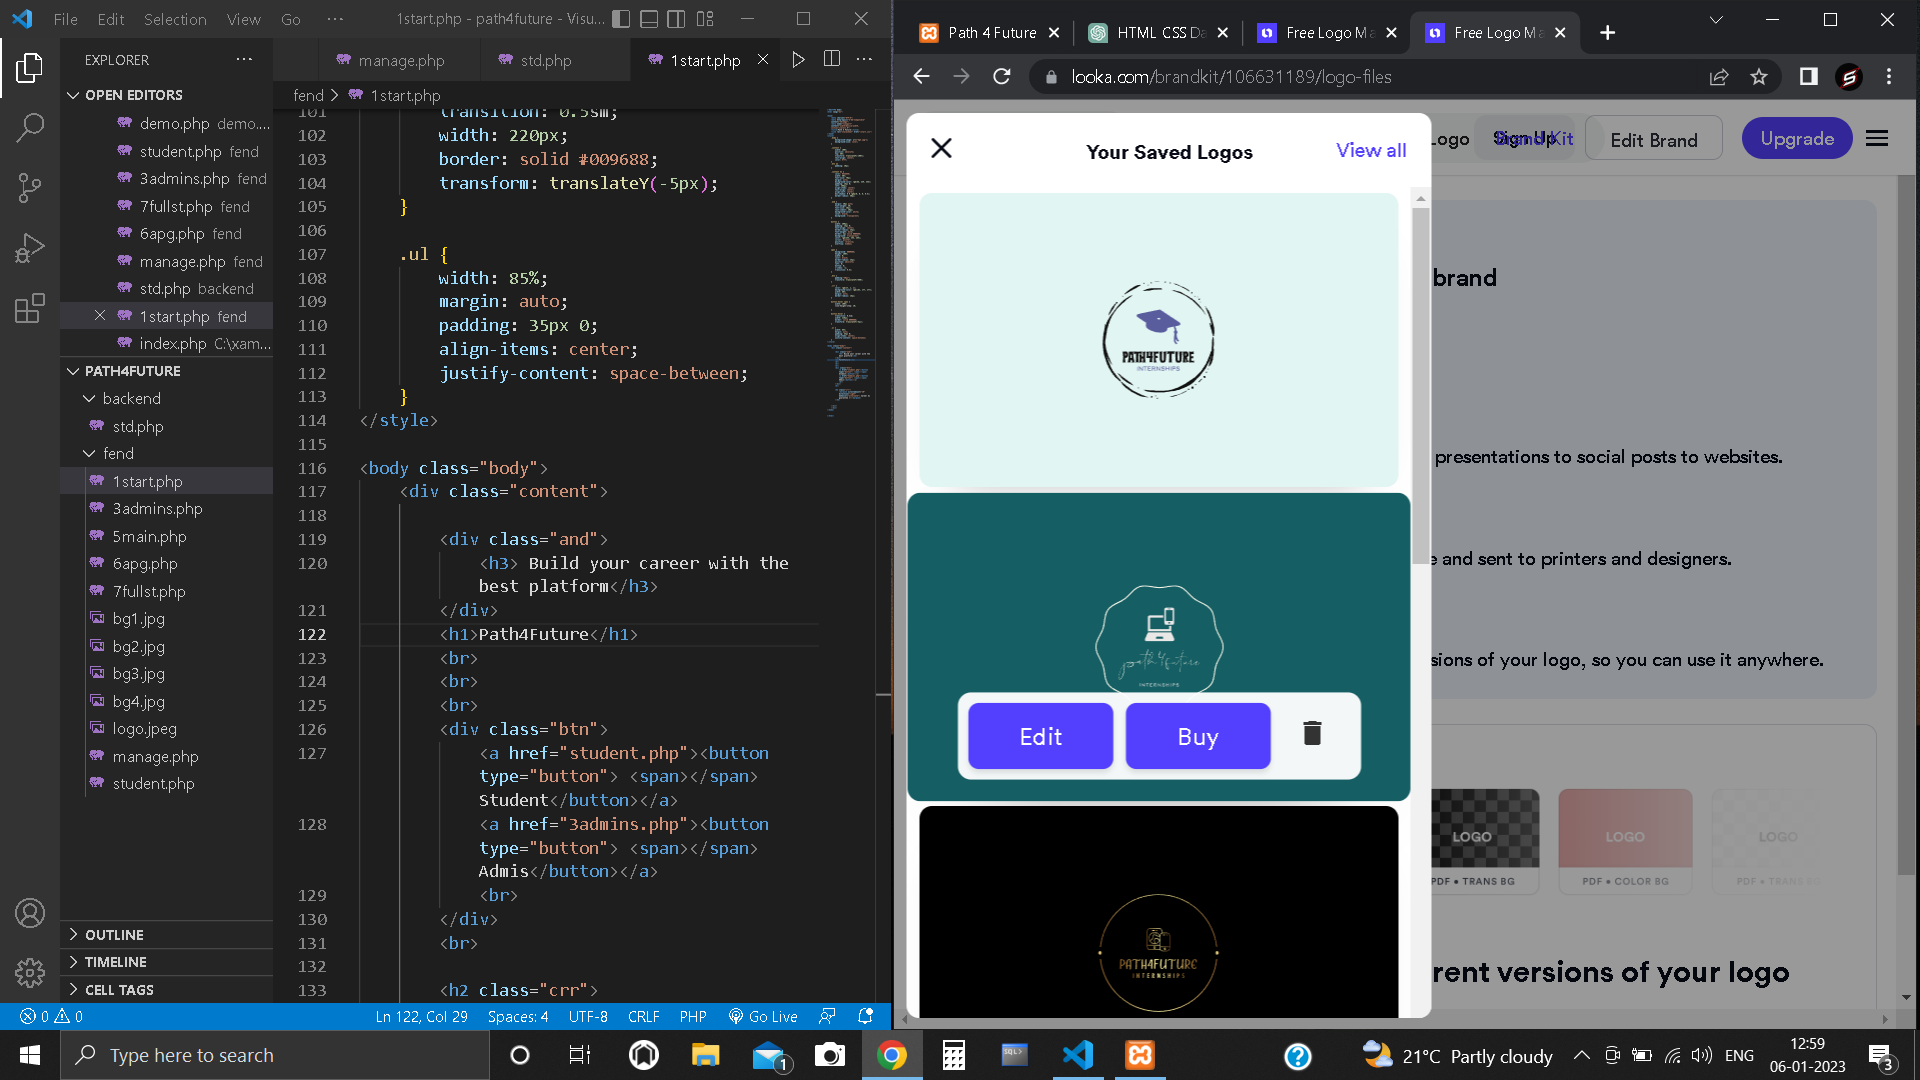 File Edit Selection View Go ··· 1start.php - path4future - Visu...
EXPLORER ···
OPEN EDITORS
demo.php demo....
student.php fend
3admins.php fend
7fullst.php fend
6apg.php fend
manage.php fend
std.php backend
1start.php fend
index.php C:\xam...
PATH4FUTURE
backend
std.php
fend
1start.php
3admins.php
5main.php
6apg.php
7fullst.php
bg1.jpg
bg2.jpg
bg3.jpg
bg4.jpg
logo.jpeg
manage.php
student.php
OUTLINE
TIMELINE
CELL TAGS
manage.php std.php 1start.php ···
fend > 1start.php
101 transition: 0.5sm;
102 width: 220px;
103 border: solid #009688;
104 transform: translateY(-5px);
105 }
106
107 .ul {
108 width: 85%;
109 margin: auto;
110 padding: 35px 0;
111 align-items: center;
112 justify-content: space-between;
113 }
114 </style>
115
116 <body class="body">
117 <div class="content">
118
119 <div class="and">
120 <h3> Build your career with the
best platform</h3>
121 </div>
122 <h1>Path4Future</h1>
123 <br>
124 <br>
125 <br>
126 <div class="btn">
127 <a href="student.php"><button
type="button"> <span></span>
Student</button></a>
128 <a href="3admins.php"><button
type="button"> <span></span>
Admis</button></a>
129 <br>
130 </div>
131 <br>
132
133 <h2 class="crr">
0 0 Ln 122, Col 29 Spaces: 4 UTF-8 CRLF PHP Go Live
Path 4 Future HTML CSS Da Free Logo Ma Free Logo Ma
looka.com/brandkit/106631189/logo-files
Logo Sign Up Brand Kit Edit Brand Upgrade
Your Saved Logos View all
PATH4FUTURE
INTERNSHIPS
path4future
INTERNSHIPS
Edit Buy
PATH4FUTURE
INTERNSHIPS
brand
presentations to social posts to websites.
e and sent to printers and designers.
sions of your logo, so you can use it anywhere.
LOGO LOGO LOGO
PDF • TRANS BG PDF • COLOR BG PDF • TRANS
rent versions of your logo
Type here to search
1
SQL>
21°C Partly cloudy ENG
12:59
06-01-2023
3